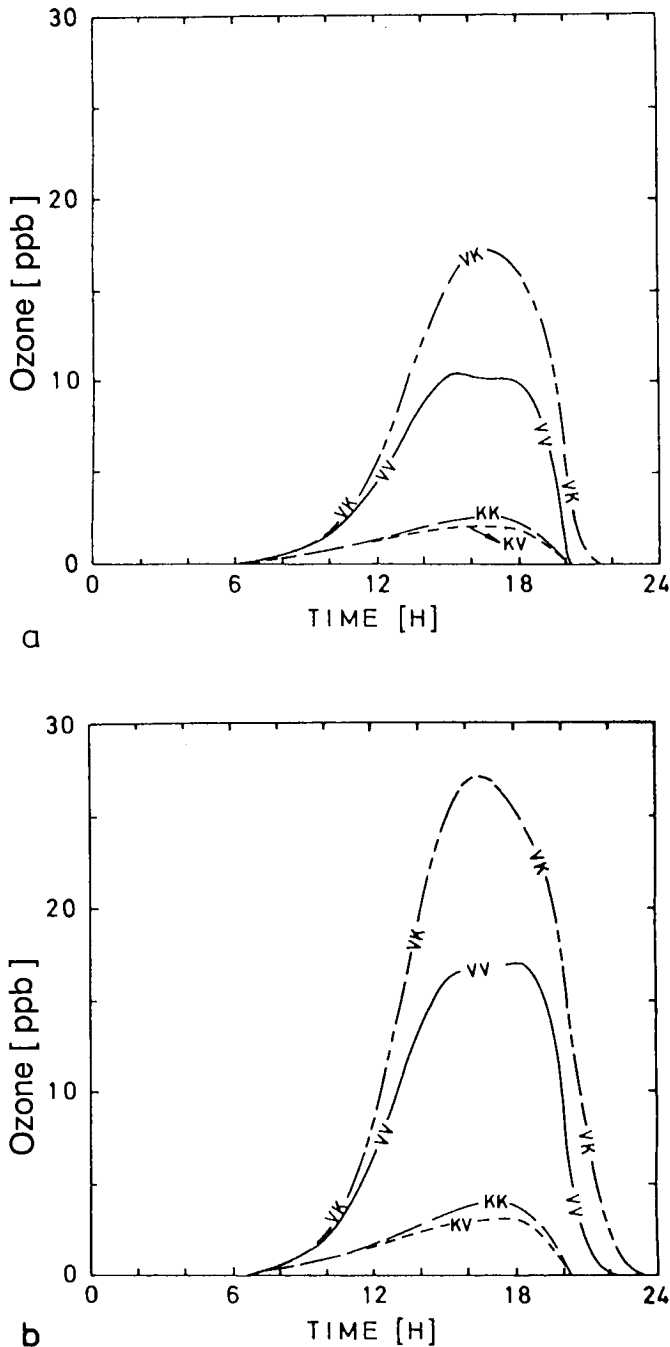 30
20
10
0
Ozone [ppb]
VK
VK
VV
VV
VK
KK
KV
0 6 12 18 24
TIME [H]
a
30
20
10
0
Ozone [ppb]
VK
VK
VK
VV
VV
VK
VV
KK
KV
0 6 12 18 24
TIME [H]
b